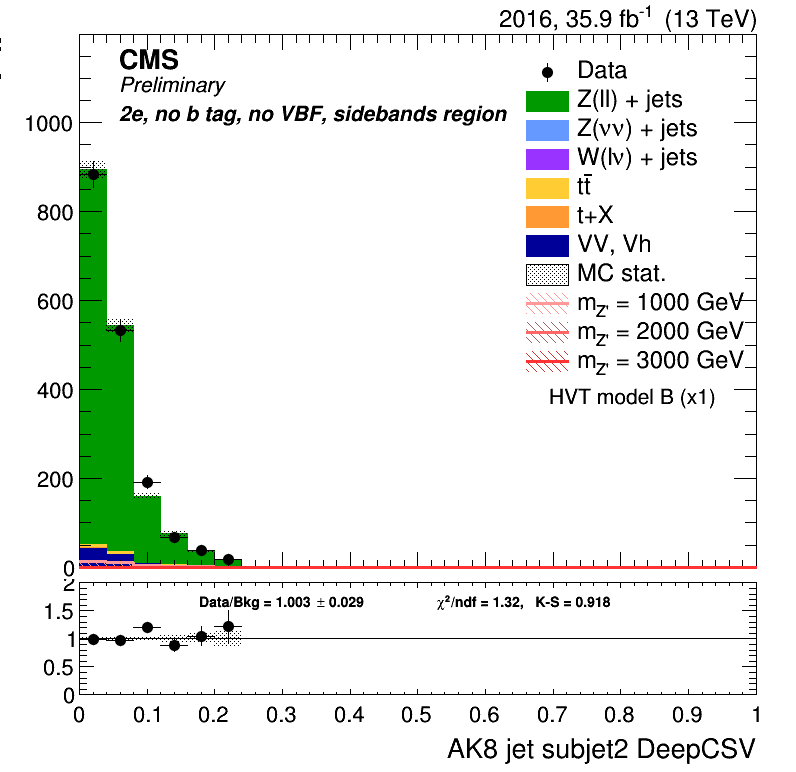 2016, 35.9 fb⁻¹ (13 TeV)
CMS
Preliminary
2e, no b tag, no VBF, sidebands region
Data
Z(ll) + jets
Z(νν) + jets
W(lν) + jets
tt̄
t+X
VV, Vh
MC stat.
m_Z' = 1000 GeV
m_Z' = 2000 GeV
m_Z' = 3000 GeV
HVT model B (x1)
1000
800
600
400
200
0
2
1.5
1
0.5
0
Data/Bkg = 1.003 ± 0.029
χ²/ndf = 1.32, K-S = 0.918
0 0.1 0.2 0.3 0.4 0.5 0.6 0.7 0.8 0.9 1
AK8 jet subjet2 DeepCSV